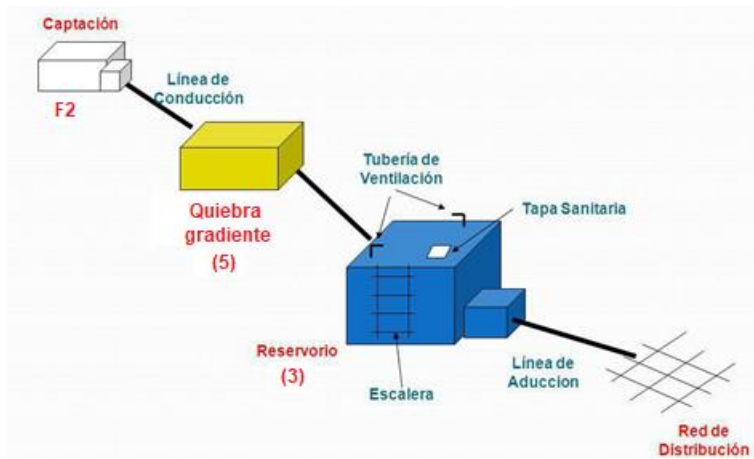 Captación
Línea de
Conducción
F2
Tubería de
Ventilación
Tapa Sanitaria
Quiebra
gradiente
(5)
Reservorio
(3)
Escalera
Línea de
Aduccion
Red de
Distribución